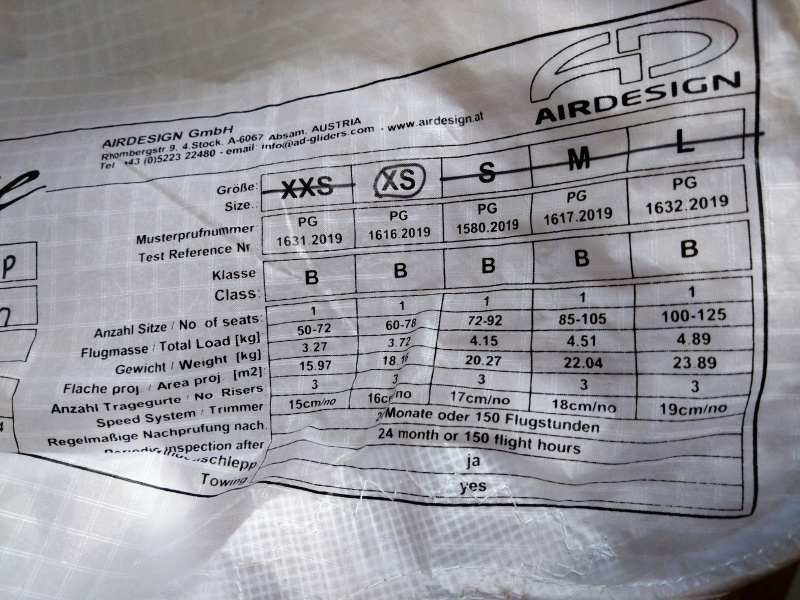 AIRDESIGN
AIRDESIGN GmbH
Rhombergstr 9, 4.Stock, A-6067 Absam, AUSTRIA
Tel +43 (0)5223 22480 - email: info@ad-gliders.com - www.airdesign.at
Größe: XXS XS S M L
Size.:
Musterprufnummer PG PG PG PG PG
Test Reference Nr 1631.2019 1616.2019 1580.2019 1617.2019 1632.2019
Klasse B B B B B
Class:
Anzahl Sitze / No of seats: 1 1 1 1 1
Flugmasse / Total Load [kg] 50-72 60-78 72-92 85-105 100-125
Gewicht / Weight [kg] 3.27 3.72 4.15 4.51 4.89
Flache proj. / Area proj. [m2] 15.97 20.27 22.04 23.89
Anzahl Tragegurte / No Risers 3 3 3 3 3
Speed System / Trimmer 15cm/no 16cm/no 17cm/no 18cm/no 19cm/no
Regelmaßige Nachprufung nach Monate oder 150 Flugstunden
Periodic Inspection after 24 month or 150 flight hours
schlepp ja
Towing yes